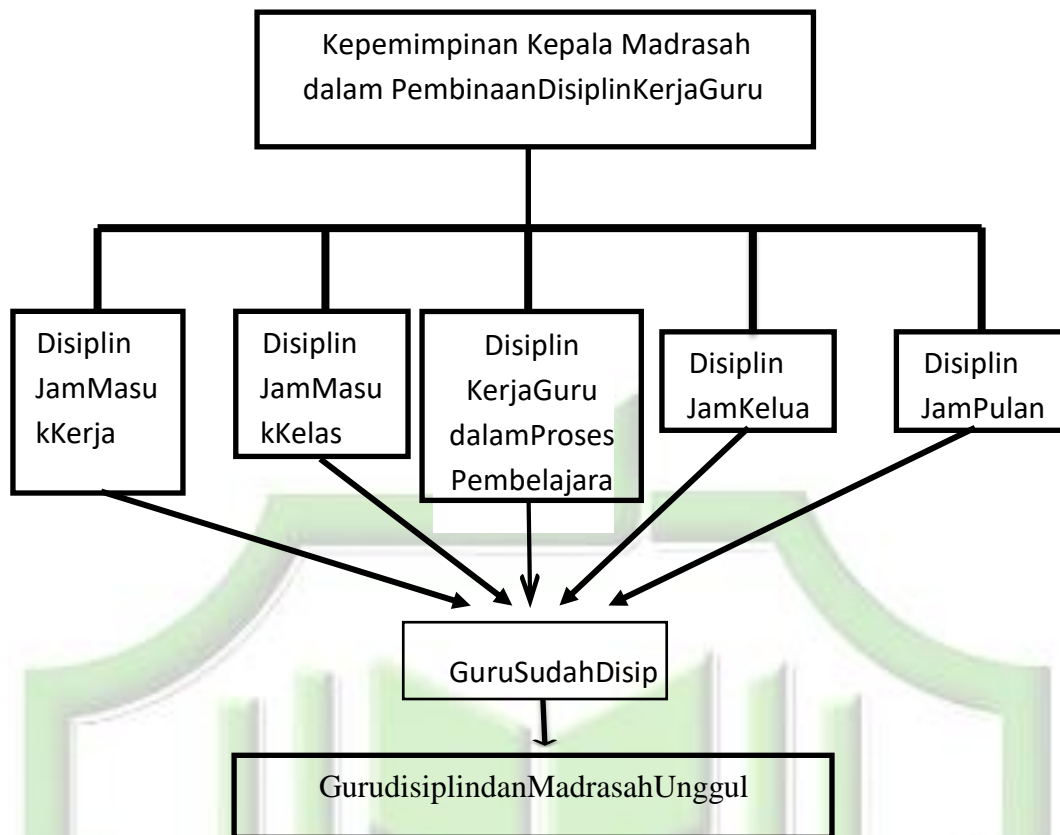 Kepemimpinan Kepala Madrasah
dalam PembinaanDisiplinKerjaGuru
Disiplin
JamMasu
kKerja
Disiplin
JamMasu
kKelas
Disiplin
KerjaGuru
dalamProses
Pembelajara
Disiplin
JamKelua
Disiplin
JamPulan
GuruSudahDisip
GurudisiplindanMadrasahUnggul